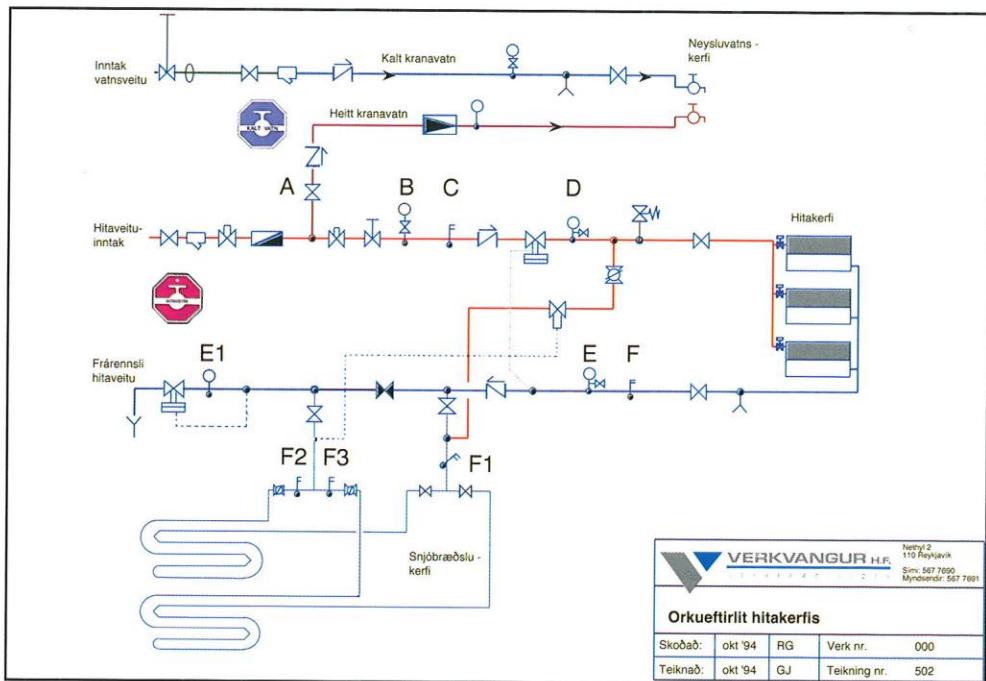 Inntak
vatnsveitu
Kalt kranavatn
Neysluvatns -
kerfi
KALT VATN
Heitt kranavatn
A
B
C
D
Hitaveitu-
inntak
Hitakerfi
HITAVEITA
Frárennsli
hitaveitu
E1
E
F
F2
F3
F1
Snjóbræðslu -
kerfi
VERKVANGUR H.F.
Nethyl 2
110 Reykjavík
Sími: 567 7690
Myndsendir: 567 7691
Orkueftirlit hitakerfis
Skoðað: okt '94 RG Verk nr. 000
Teiknað: okt '94 GJ Teikning nr. 502